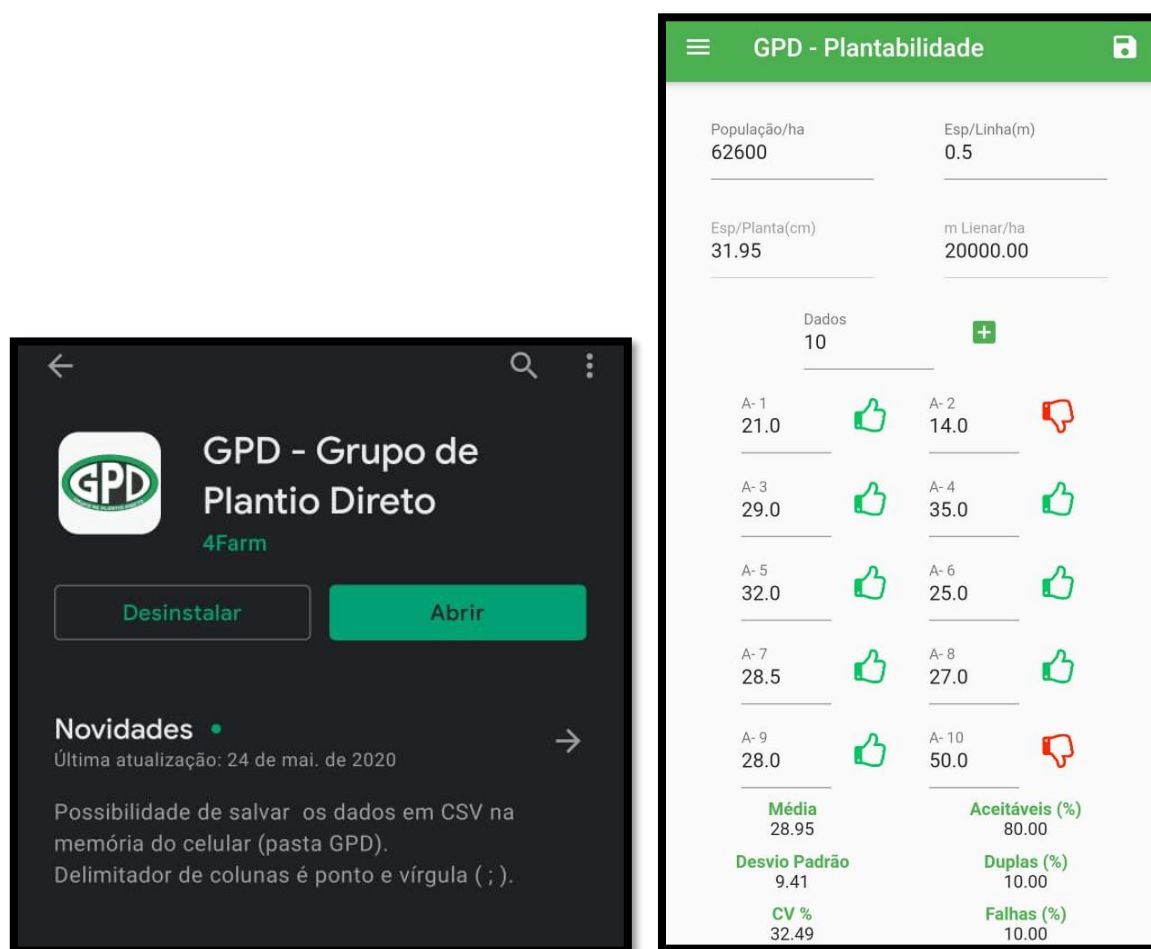 GPD - Grupo de
Plantio Direto
4Farm
GPD
Desinstalar
Abrir
Novidades •
Última atualização: 24 de mai. de 2020
Possibilidade de salvar os dados em CSV na
memória do celular (pasta GPD).
Delimitador de colunas é ponto e vírgula ( ; ).
GPD - Plantabilidade
População/ha
62600
Esp/Linha(m)
0.5
Esp/Planta(cm)
31.95
m Lienar/ha
20000.00
Dados
10
A- 1
21.0
A- 2
14.0
A- 3
29.0
A- 4
35.0
A- 5
32.0
A- 6
25.0
A- 7
28.5
A- 8
27.0
A- 9
28.0
A- 10
50.0
Média
28.95
Aceitáveis (%)
80.00
Desvio Padrão
9.41
Duplas (%)
10.00
CV %
32.49
Falhas (%)
10.00